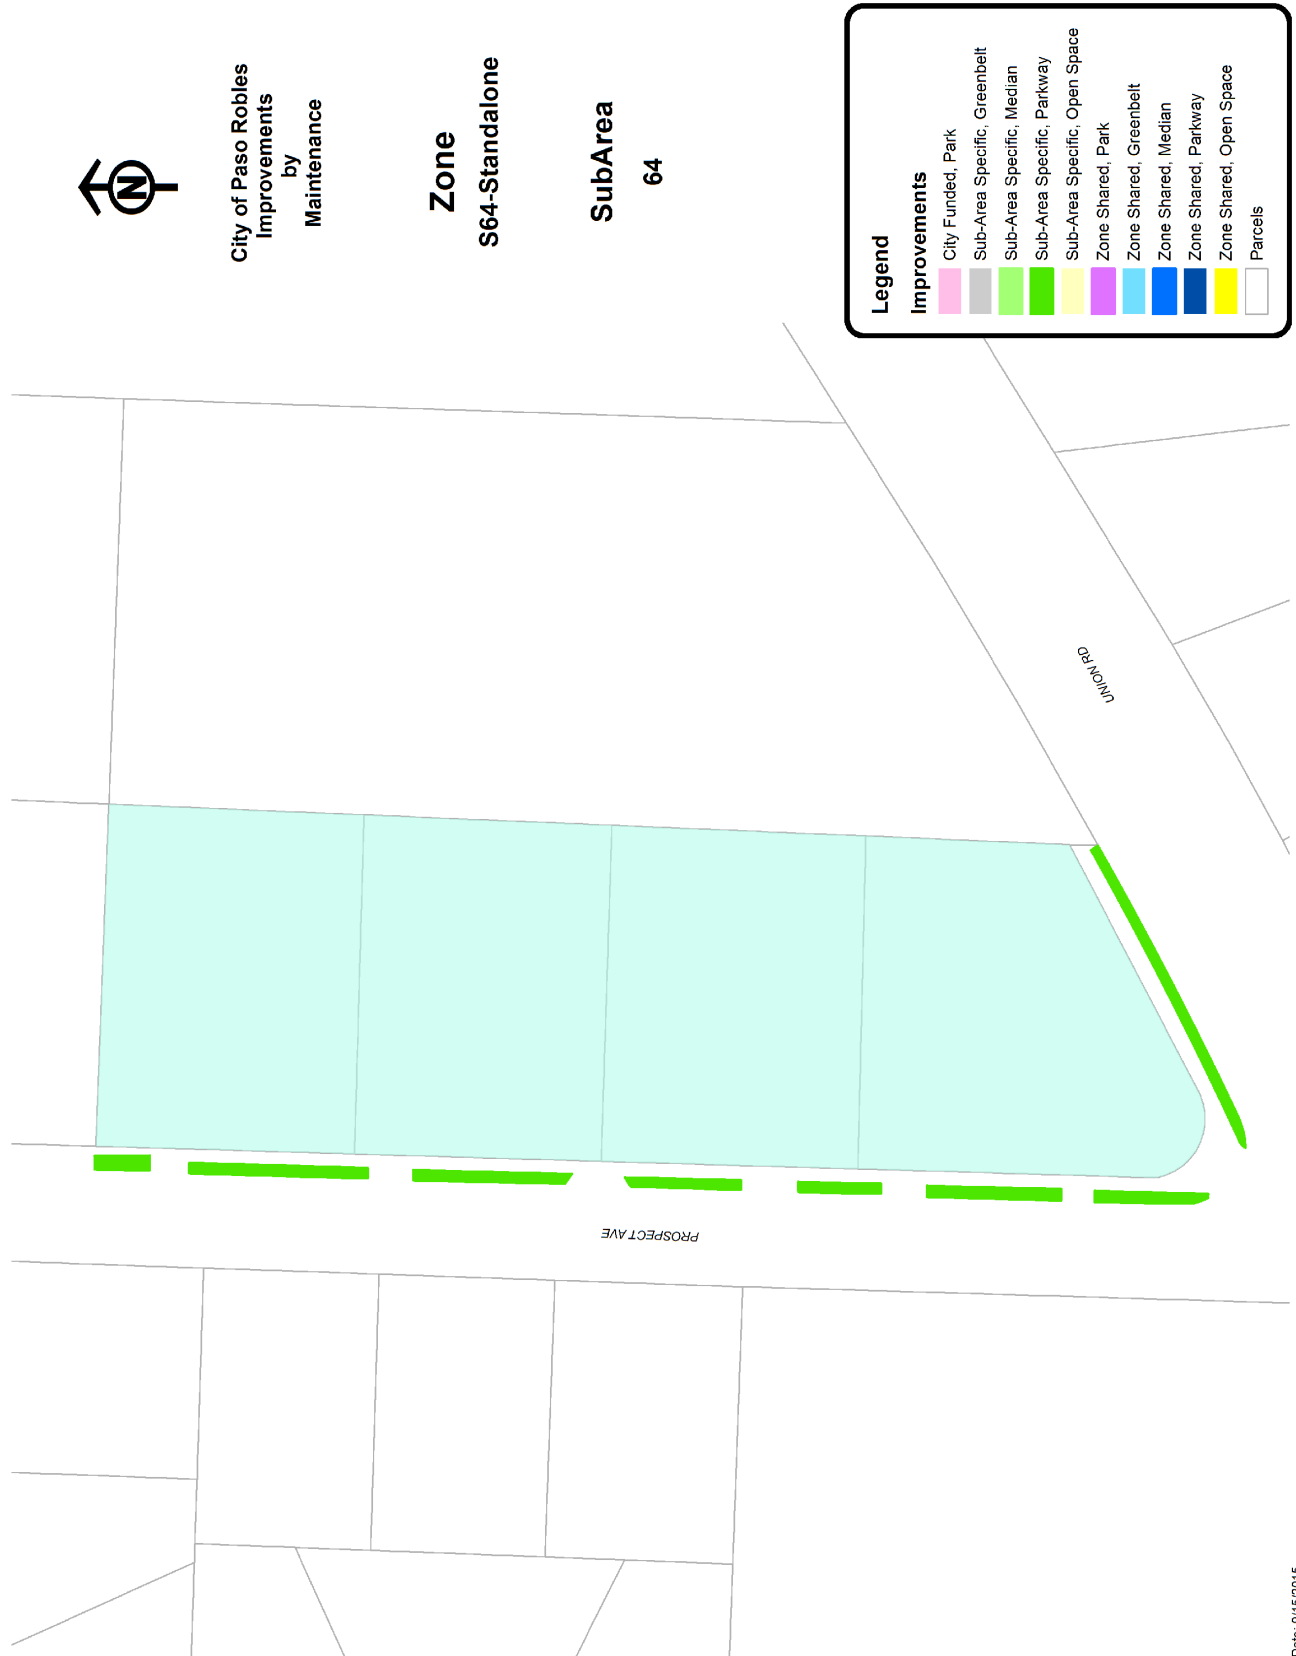 N
City of Paso Robles
Improvements
by
Maintenance
Zone
S64-Standalone
SubArea
64
Legend
Improvements
City Funded, Park
Sub-Area Specific, Greenbelt
Sub-Area Specific, Median
Sub-Area Specific, Parkway
Sub-Area Specific, Open Space
Zone Shared, Park
Zone Shared, Greenbelt
Zone Shared, Median
Zone Shared, Parkway
Zone Shared, Open Space
Parcels
UNION RD
PROSPECT AVE